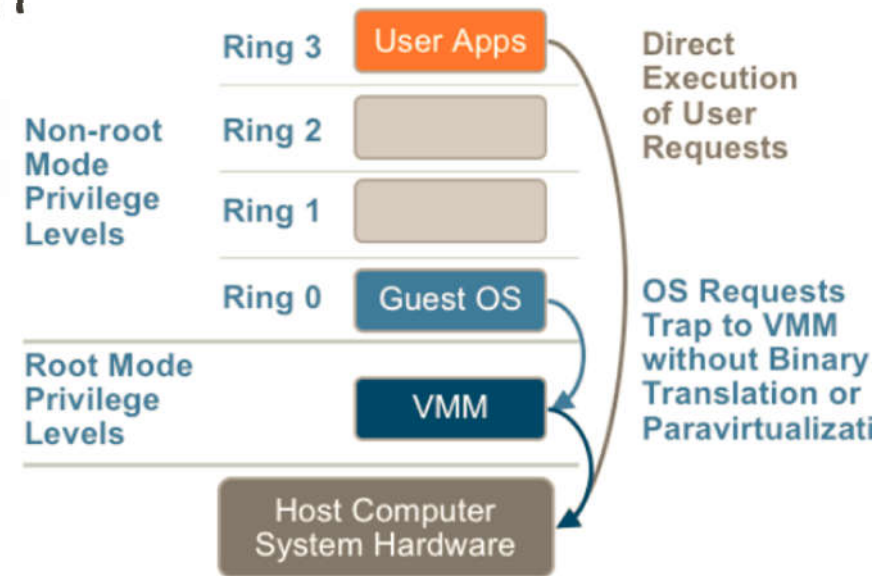 Ring 3
User Apps
Direct
Execution
of User
Requests
Non-root
Mode
Privilege
Levels
Ring 2
Ring 1
Ring 0
Guest OS
OS Requests
Trap to VMM
without Binary
Translation or
Paravirtualizati
Root Mode
Privilege
Levels
VMM
Host Computer
System Hardware